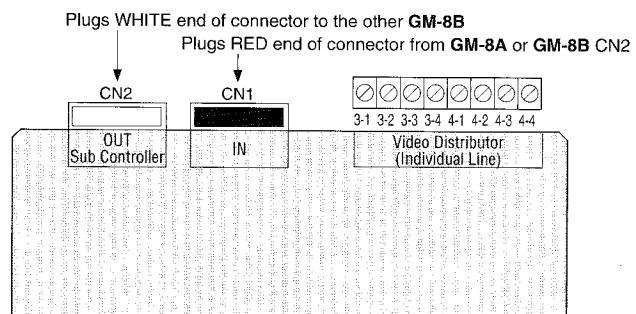 Plugs WHITE end of connector to the other GM-8B
Plugs RED end of connector from GM-8A or GM-8B CN2
CN2
CN1
3-1 3-2 3-3 3-4 4-1 4-2 4-3 4-4
OUT
Sub Controller
IN
Video Distributor
(Individual Line)